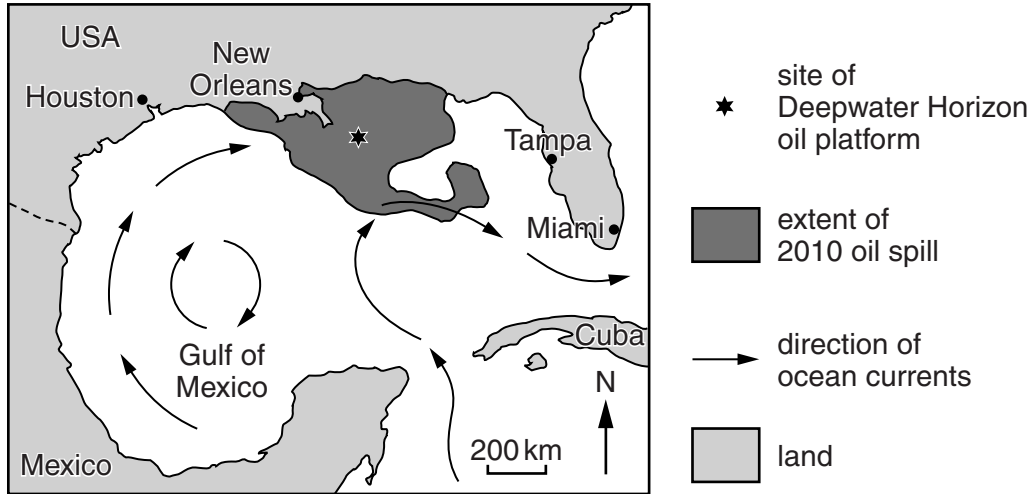 USA
New
Orleans
Houston
Tampa
Miami
Gulf of
Mexico
Cuba
N
200 km
Mexico
site of
Deepwater Horizon
oil platform
extent of
2010 oil spill
direction of
ocean currents
land